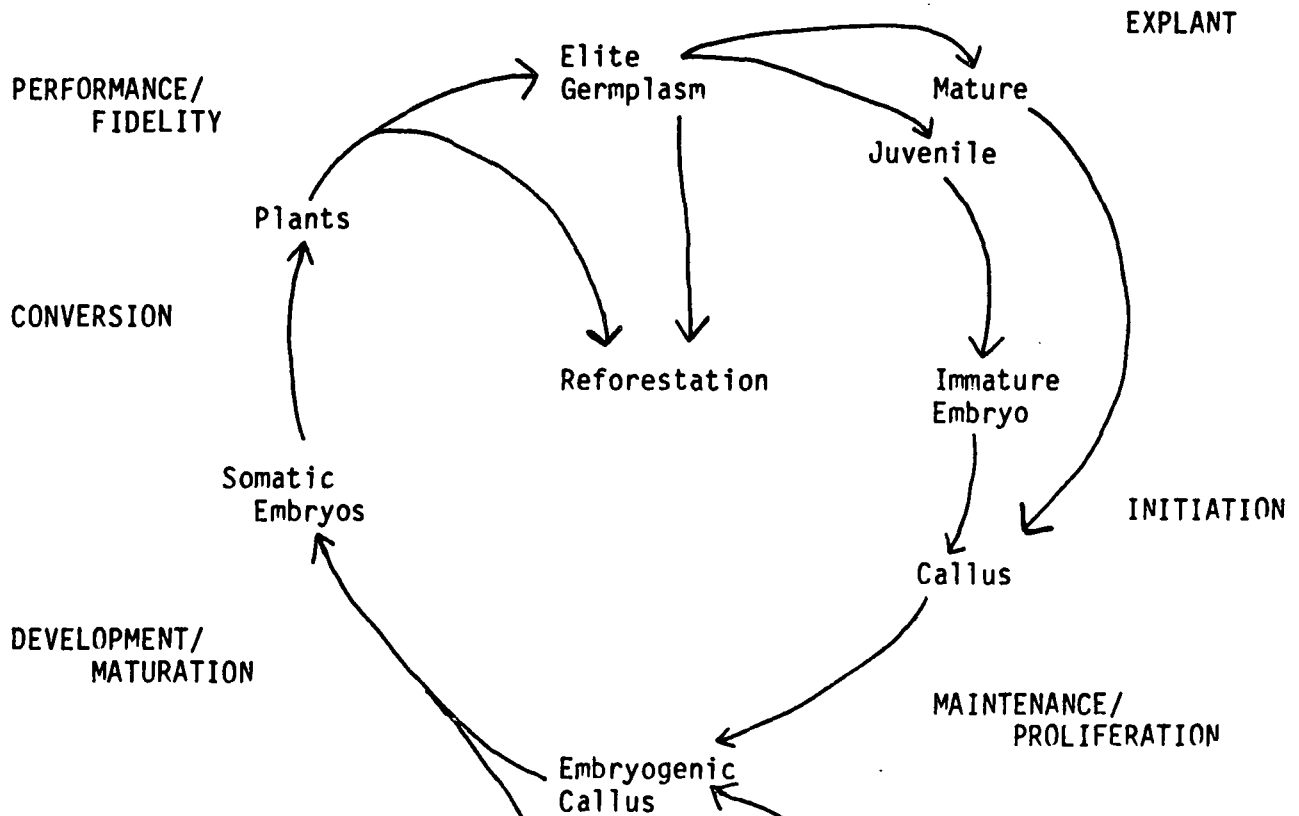 EXPLANT
Elite
Germplasm
Mature
PERFORMANCE/
FIDELITY
Juvenile
Plants
CONVERSION
Reforestation
Immature
Embryo
Somatic
Embryos
INITIATION
Callus
DEVELOPMENT/
MATURATION
MAINTENANCE/
PROLIFERATION
Embryogenic
Callus